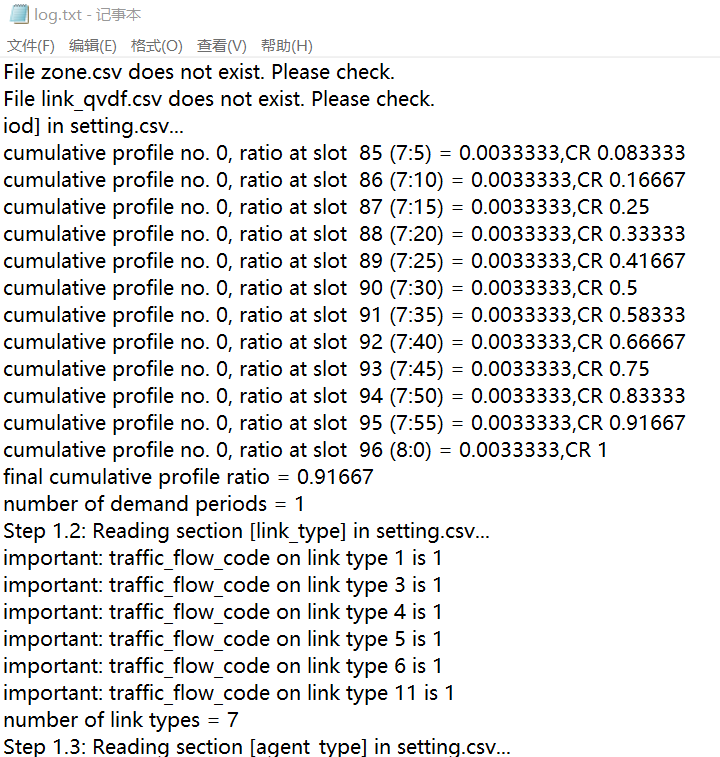 log.txt - 记事本
文件(F) 编辑(E) 格式(O) 查看(V) 帮助(H)
File zone.csv does not exist. Please check.
File link_qvdf.csv does not exist. Please check.
iod] in setting.csv...
cumulative profile no. 0, ratio at slot  85 (7:5) = 0.0033333,CR 0.083333
cumulative profile no. 0, ratio at slot  86 (7:10) = 0.0033333,CR 0.16667
cumulative profile no. 0, ratio at slot  87 (7:15) = 0.0033333,CR 0.25
cumulative profile no. 0, ratio at slot  88 (7:20) = 0.0033333,CR 0.33333
cumulative profile no. 0, ratio at slot  89 (7:25) = 0.0033333,CR 0.41667
cumulative profile no. 0, ratio at slot  90 (7:30) = 0.0033333,CR 0.5
cumulative profile no. 0, ratio at slot  91 (7:35) = 0.0033333,CR 0.58333
cumulative profile no. 0, ratio at slot  92 (7:40) = 0.0033333,CR 0.66667
cumulative profile no. 0, ratio at slot  93 (7:45) = 0.0033333,CR 0.75
cumulative profile no. 0, ratio at slot  94 (7:50) = 0.0033333,CR 0.83333
cumulative profile no. 0, ratio at slot  95 (7:55) = 0.0033333,CR 0.91667
cumulative profile no. 0, ratio at slot  96 (8:0) = 0.0033333,CR 1
final cumulative profile ratio = 0.91667
number of demand periods = 1
Step 1.2: Reading section [link_type] in setting.csv...
important: traffic_flow_code on link type 1 is 1
important: traffic_flow_code on link type 3 is 1
important: traffic_flow_code on link type 4 is 1
important: traffic_flow_code on link type 5 is 1
important: traffic_flow_code on link type 6 is 1
important: traffic_flow_code on link type 11 is 1
number of link types = 7
Step 1.3: Reading section [agent_type] in setting.csv...